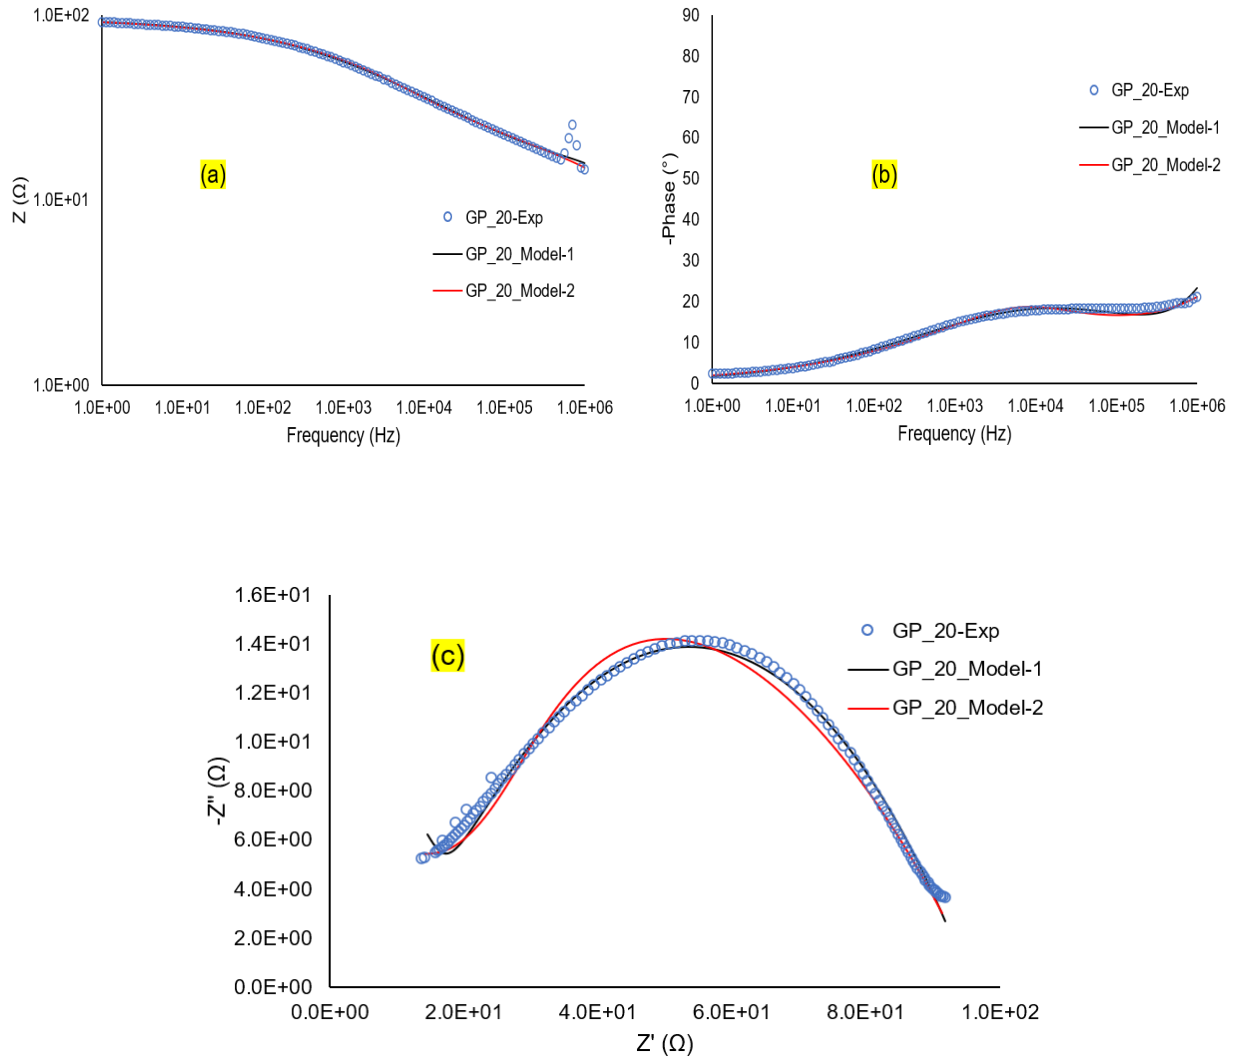 1.0E+02
1.0E+01
1.0E+00
Z (Ω)
(a)
GP_20-Exp
GP_20_Model-1
GP_20_Model-2
1.0E+00 1.0E+01 1.0E+02 1.0E+03 1.0E+04 1.0E+05 1.0E+06
Frequency (Hz)
90
80
70
60
50
40
30
20
10
0
-Phase (°)
(b)
GP_20-Exp
GP_20_Model-1
GP_20_Model-2
1.0E+00 1.0E+01 1.0E+02 1.0E+03 1.0E+04 1.0E+05 1.0E+06
Frequency (Hz)
1.6E+01
1.4E+01
1.2E+01
1.0E+01
8.0E+00
6.0E+00
4.0E+00
2.0E+00
0.0E+00
-Z" (Ω)
(c)
GP_20-Exp
GP_20_Model-1
GP_20_Model-2
0.0E+00 2.0E+01 4.0E+01 6.0E+01 8.0E+01 1.0E+02
Z' (Ω)